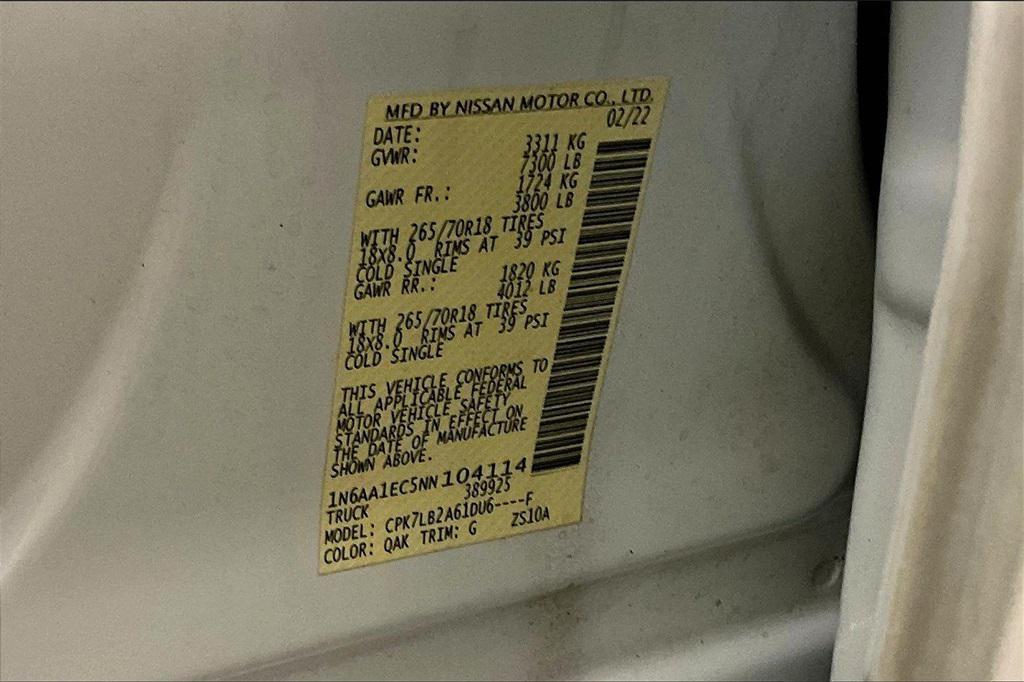 MFD BY NISSAN MOTOR CO., LTD.
DATE: 02/22
GVWR: 3311 KG
7300 LB
GAWR FR.: 1724 KG
3800 LB
WITH 265/70R18 TIRES
18X8.0 RIMS AT 39 PSI
COLD SINGLE
GAWR RR.: 1820 KG
4012 LB
WITH 265/70R18 TIRES
18X8.0 RIMS AT 39 PSI
COLD SINGLE
THIS VEHICLE CONFORMS TO
ALL APPLICABLE FEDERAL
MOTOR VEHICLE SAFETY
STANDARDS IN EFFECT ON
THE DATE OF MANUFACTURE
SHOWN ABOVE.
1N6AA1EC5NN104114
TRUCK 389925
MODEL: CPK7LB2A61DU6----F
COLOR: QAK TRIM: G ZS10A